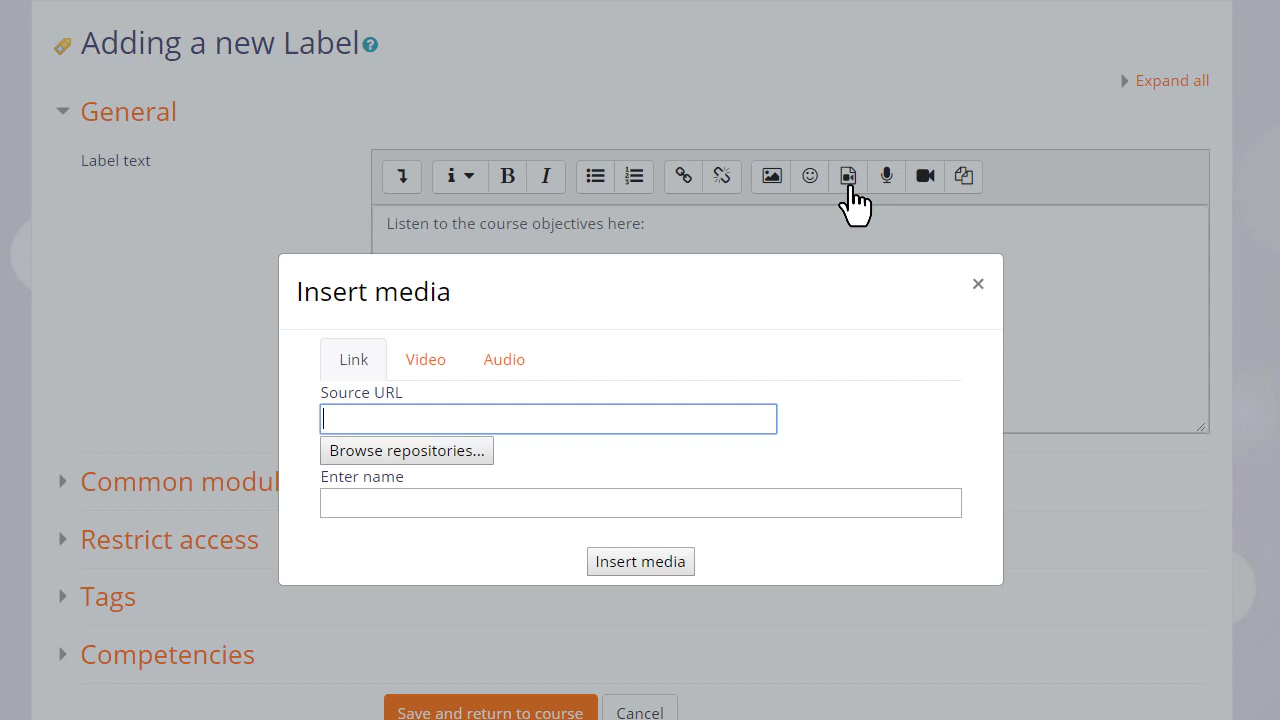 Adding a new Label
Expand all
General
Label text
B I
Listen to the course objectives here:
Insert media
×
Link Video Audio
Source URL
Browse repositories...
Enter name
Insert media
Common modul
Restrict access
Tags
Competencies
Save and return to course Cancel